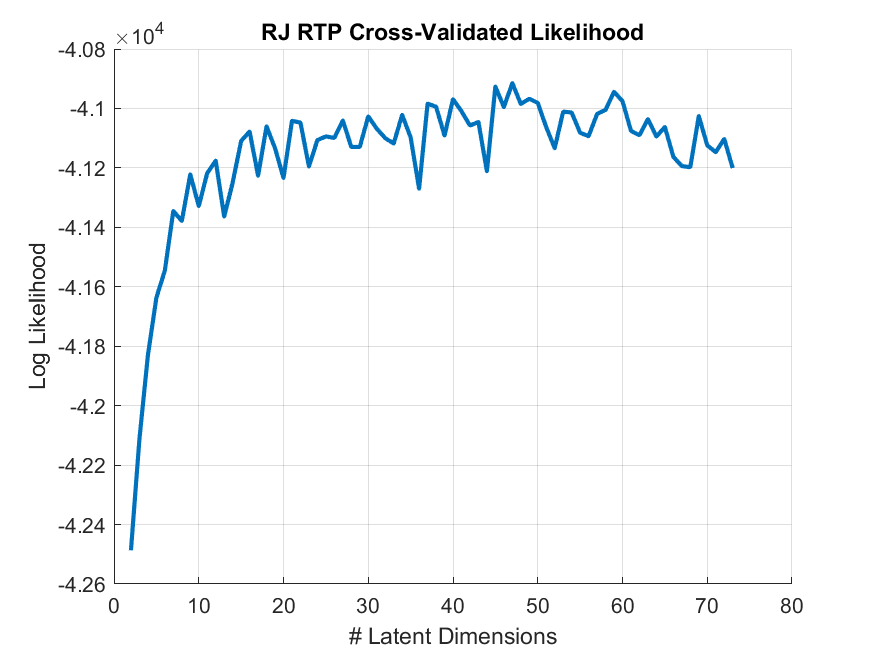 RJ RTP Cross-Validated Likelihood
×10⁴
-4.08
-4.1
-4.12
-4.14
-4.16
-4.18
-4.2
-4.22
-4.24
-4.26
Log Likelihood
0 10 20 30 40 50 60 70 80
# Latent Dimensions